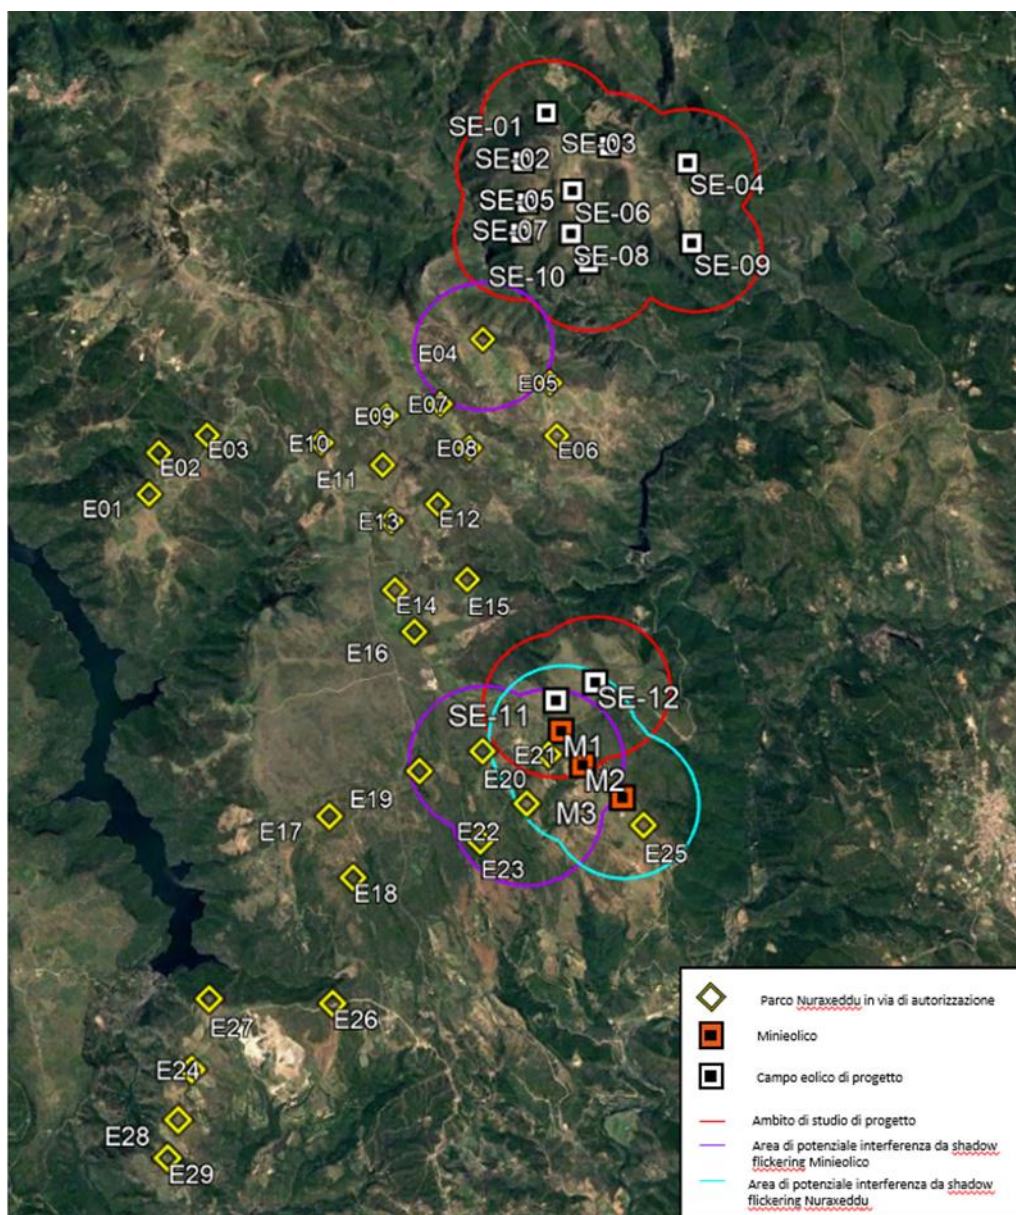 SE-01
SE-03
SE-02
SE-04
SE-05
SE-06
SE-07
SE-08
SE-09
SE-10
E04
E05
E07
E09
E03
E10
E08
E06
E02
E11
E01
E12
E13
E14
E15
E16
SE-12
SE-11
E21
M1
E20
M2
E19
M3
E17
E22
E25
E23
E18
E27
E26
E24
E28
E29
Parco Nuraxeddu in via di autorizzazione
Minieolico
Campo eolico di progetto
Ambito di studio di progetto
Area di potenziale interferenza da shadow
flickering Minieolico
Area di potenziale interferenza da shadow
flickering Nuraxeddu